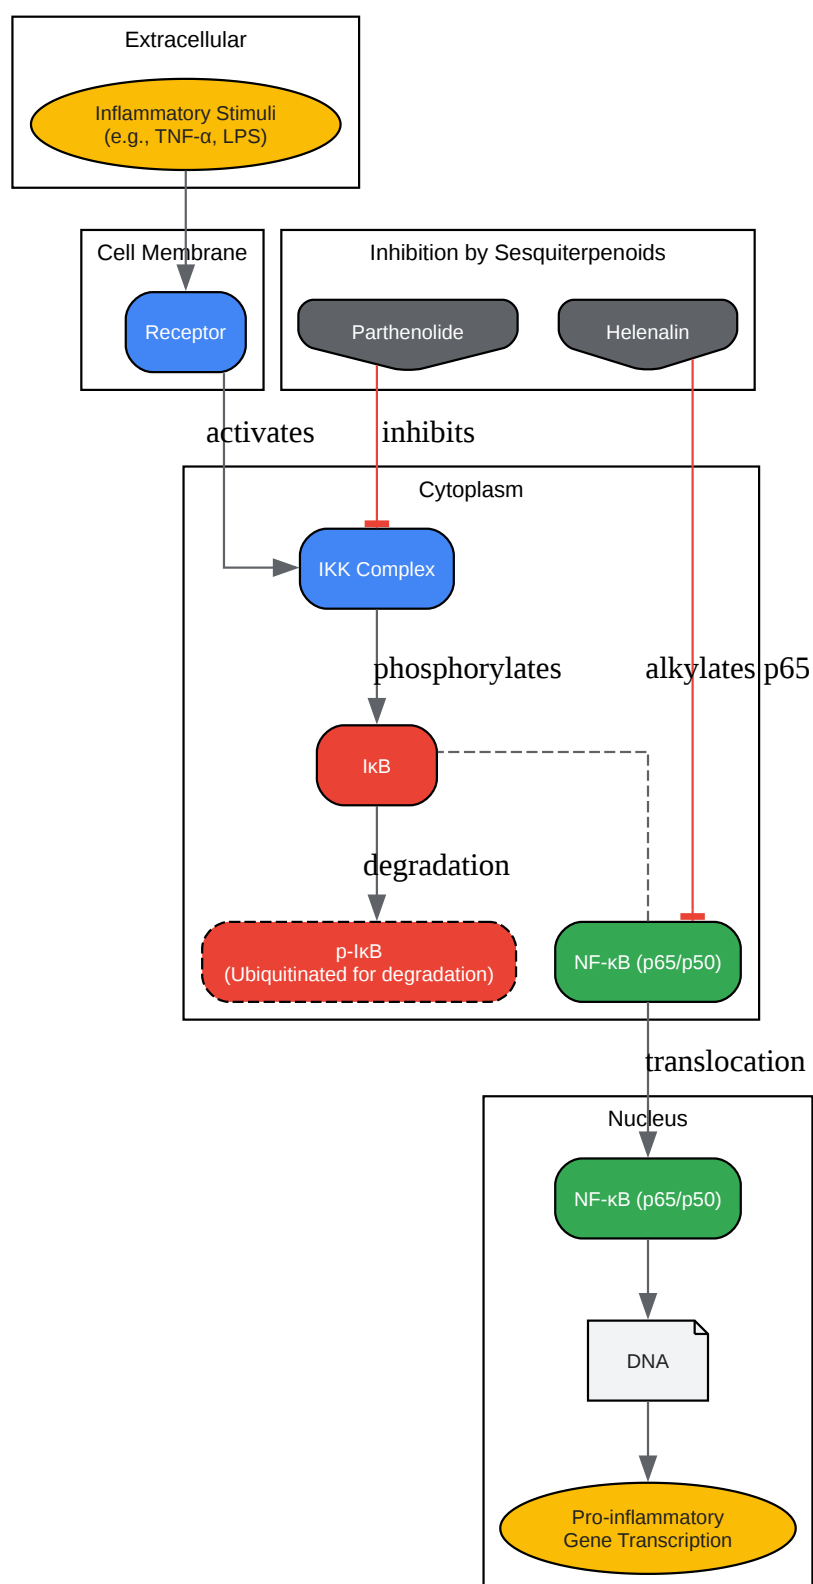 Extracellular
Inflammatory Stimuli
(e.g., TNF-α, LPS)
Cell Membrane
Inhibition by Sesquiterpenoids
Receptor
Parthenolide
Helenalin
activates
inhibits
Cytoplasm
IKK Complex
phosphorylates
alkylates p65
IκB
degradation
p-IκB
(Ubiquitinated for degradation)
NF-κB (p65/p50)
translocation
Nucleus
NF-κB (p65/p50)
DNA
Pro-inflammatory
Gene Transcription